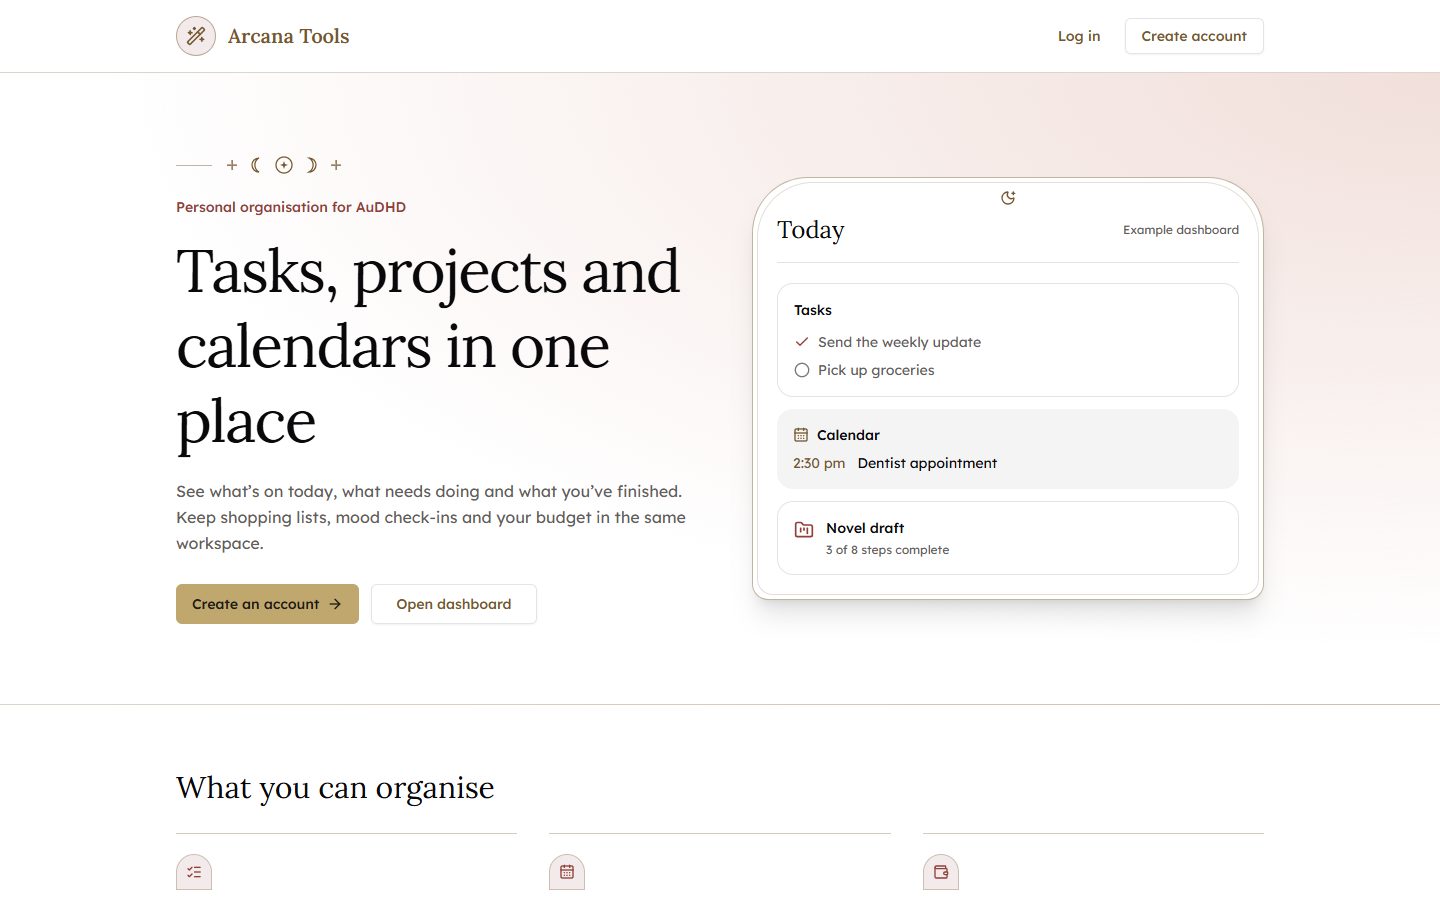 Arcana Tools
Log in
Create account
Personal organisation for AuDHD
Tasks, projects and
calendars in one
place
See what’s on today, what needs doing and what you’ve finished.
Keep shopping lists, mood check-ins and your budget in the same
workspace.
Create an account
Open dashboard
Today
Example dashboard
Tasks
Send the weekly update
Pick up groceries
Calendar
2:30 pm Dentist appointment
Novel draft
3 of 8 steps complete
What you can organise